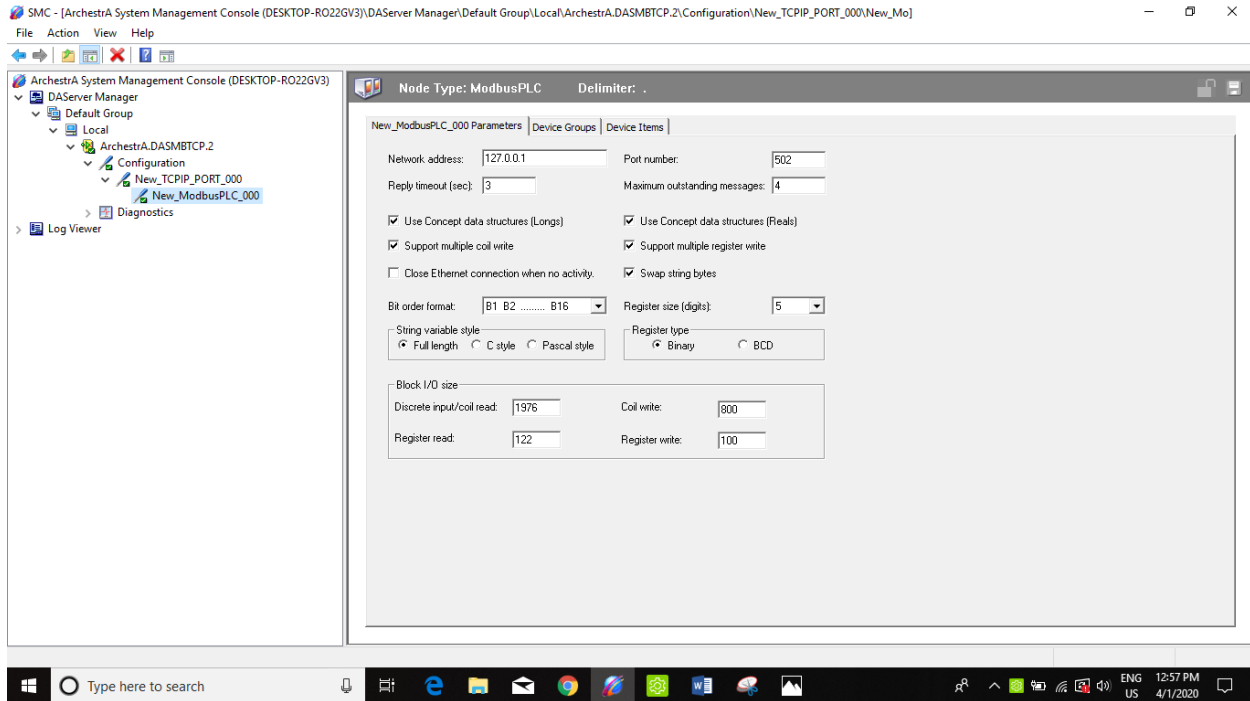 SMC - [ArchestrA System Management Console (DESKTOP-RO22GV3)\DAServer Manager\Default Group\Local\ArchestrA.DASMBTCP.2\Configuration\New_TCPIP_PORT_000\New_Mo]
File Action View Help
ArchestrA System Management Console (DESKTOP-RO22GV3)
DAServer Manager
Default Group
Local
ArchestrA.DASMBTCP.2
Configuration
New_TCPIP_PORT_000
New_ModbusPLC_000
Diagnostics
Log Viewer
Node Type: ModbusPLC Delimiter: .
New_ModbusPLC_000 Parameters Device Groups Device Items
Network address: 127.0.0.1 Port number: 502
Reply timeout (sec): 3 Maximum outstanding messages: 4
Use Concept data structures (Longs) Use Concept data structures (Reals)
Support multiple coil write Support multiple register write
Close Ethernet connection when no activity. Swap string bytes
Bit order format: B1 B2 ......... B16 Register size (digits): 5
String variable style Register type
Full length C style Pascal style Binary BCD
Block I/O size
Discrete input/coil read: 1976 Coil write: 800
Register read: 122 Register write: 100
Type here to search
ENG 12:57 PM
US 4/1/2020